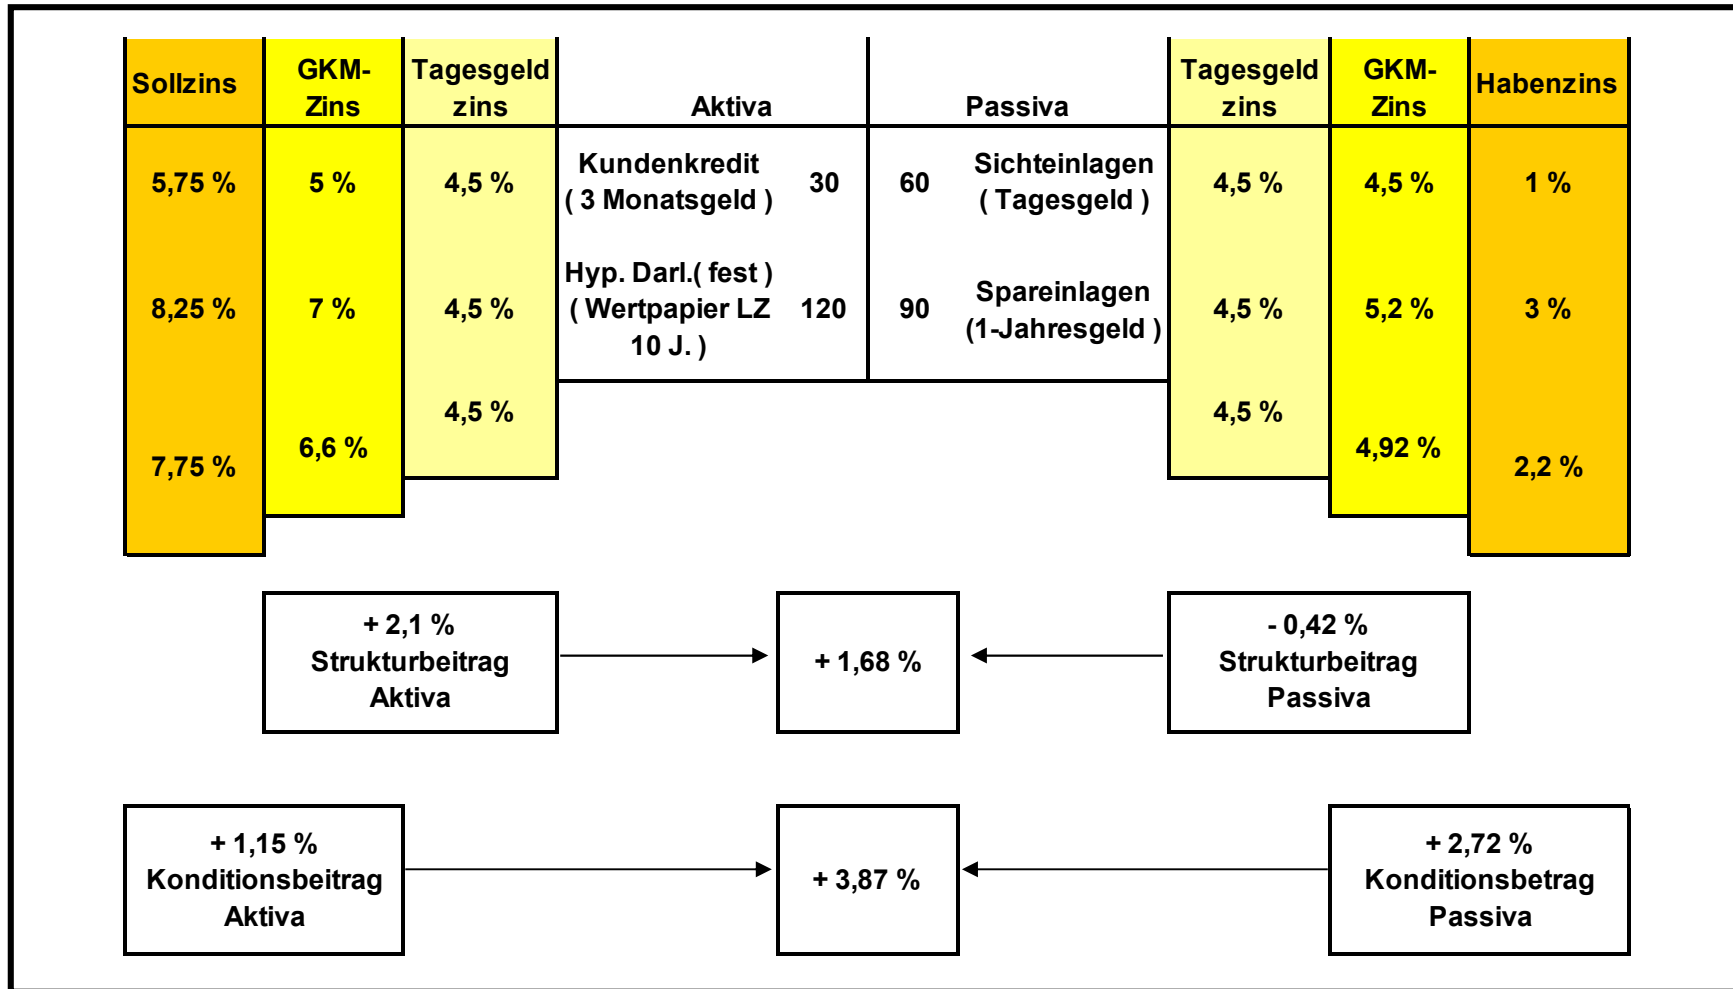 Sollzins
GKM-
Zins
Tagesgeld
zins
Aktiva
Passiva
Tagesgeld
zins
GKM-
Zins
Habenzins
5,75 %
5 %
4,5 %
Kundenkredit
( 3 Monatsgeld )
30
60
Sichteinlagen
( Tagesgeld )
4,5 %
4,5 %
1 %
8,25 %
7 %
4,5 %
Hyp. Darl.( fest )
( Wertpapier LZ
10 J. )
120
90
Spareinlagen
(1-Jahresgeld )
4,5 %
5,2 %
3 %
7,75 %
6,6 %
4,5 %
4,5 %
4,92 %
2,2 %
+ 2,1 %
Strukturbeitrag
Aktiva
+ 1,68 %
- 0,42 %
Strukturbeitrag
Passiva
+ 1,15 %
Konditionsbeitrag
Aktiva
+ 3,87 %
+ 2,72 %
Konditionsbetrag
Passiva